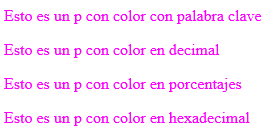 Esto es un p con color con palabra clave
Esto es un p con color en decimal
Esto es un p con color en porcentajes
Esto es un p con color en hexadecimal